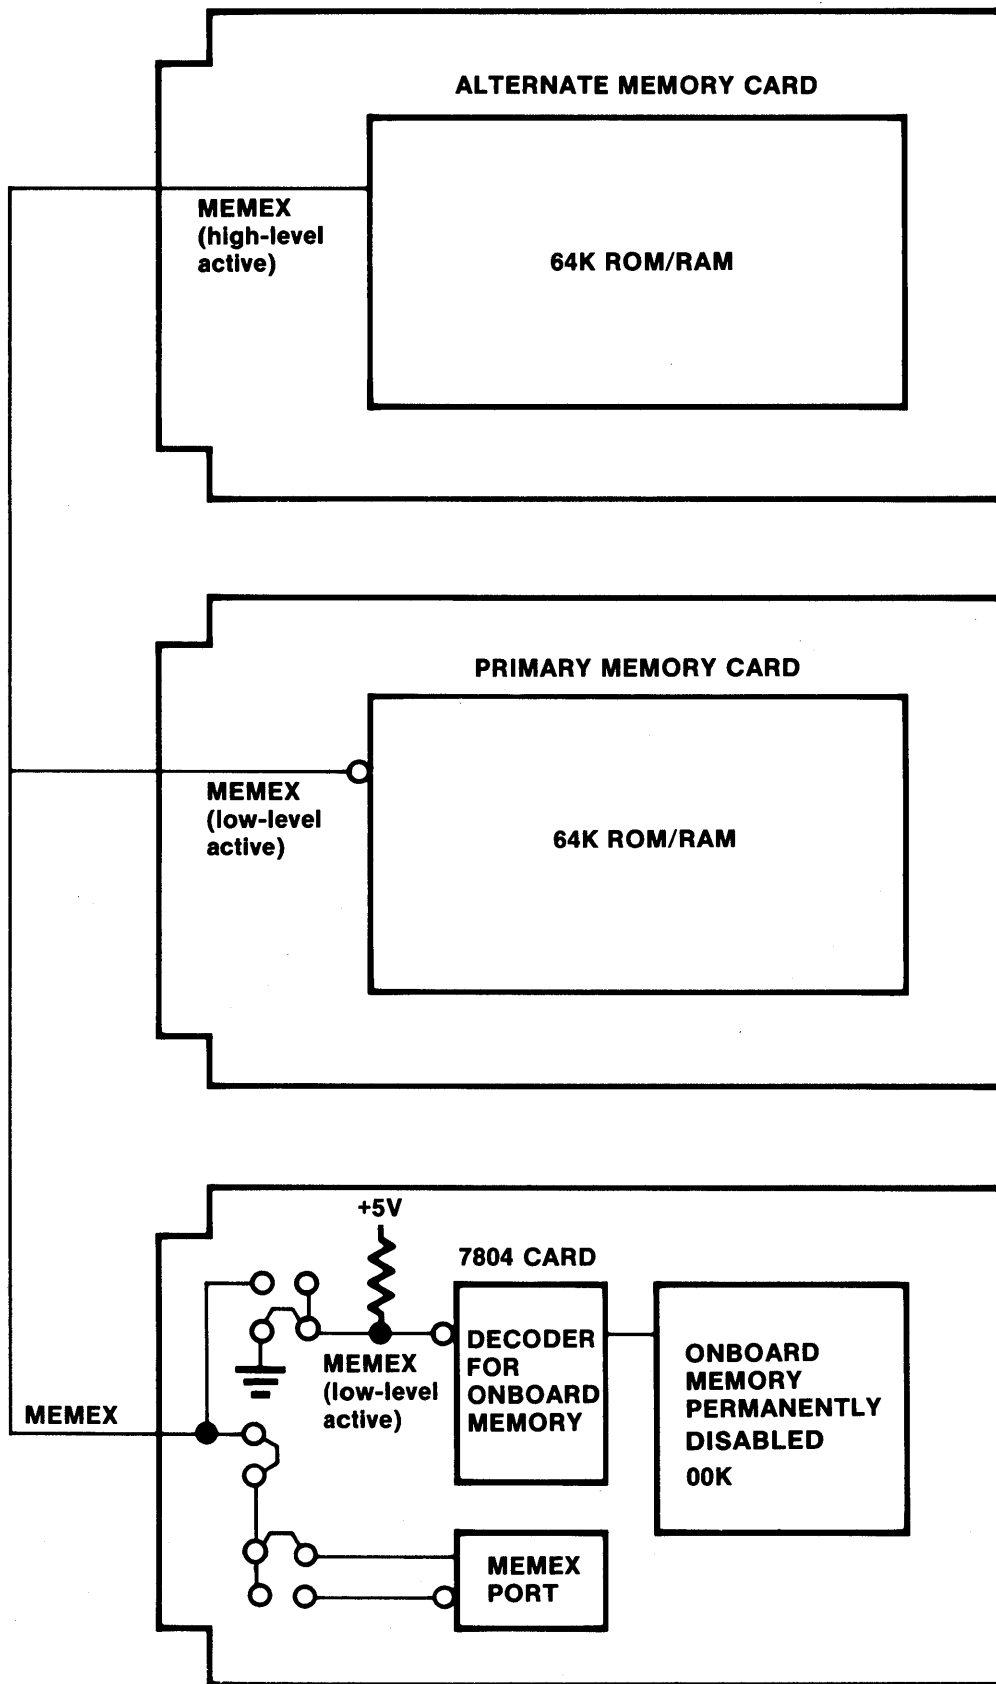 ALTERNATE MEMORY CARD
MEMEX
(high-level
active)
64K ROM/RAM
PRIMARY MEMORY CARD
MEMEX
(low-level
active)
64K ROM/RAM
+5V
7804 CARD
DECODER
FOR
ONBOARD
MEMORY
ONBOARD
MEMORY
PERMANENTLY
DISABLED
00K
MEMEX
(low-level
active)
MEMEX
MEMEX
PORT